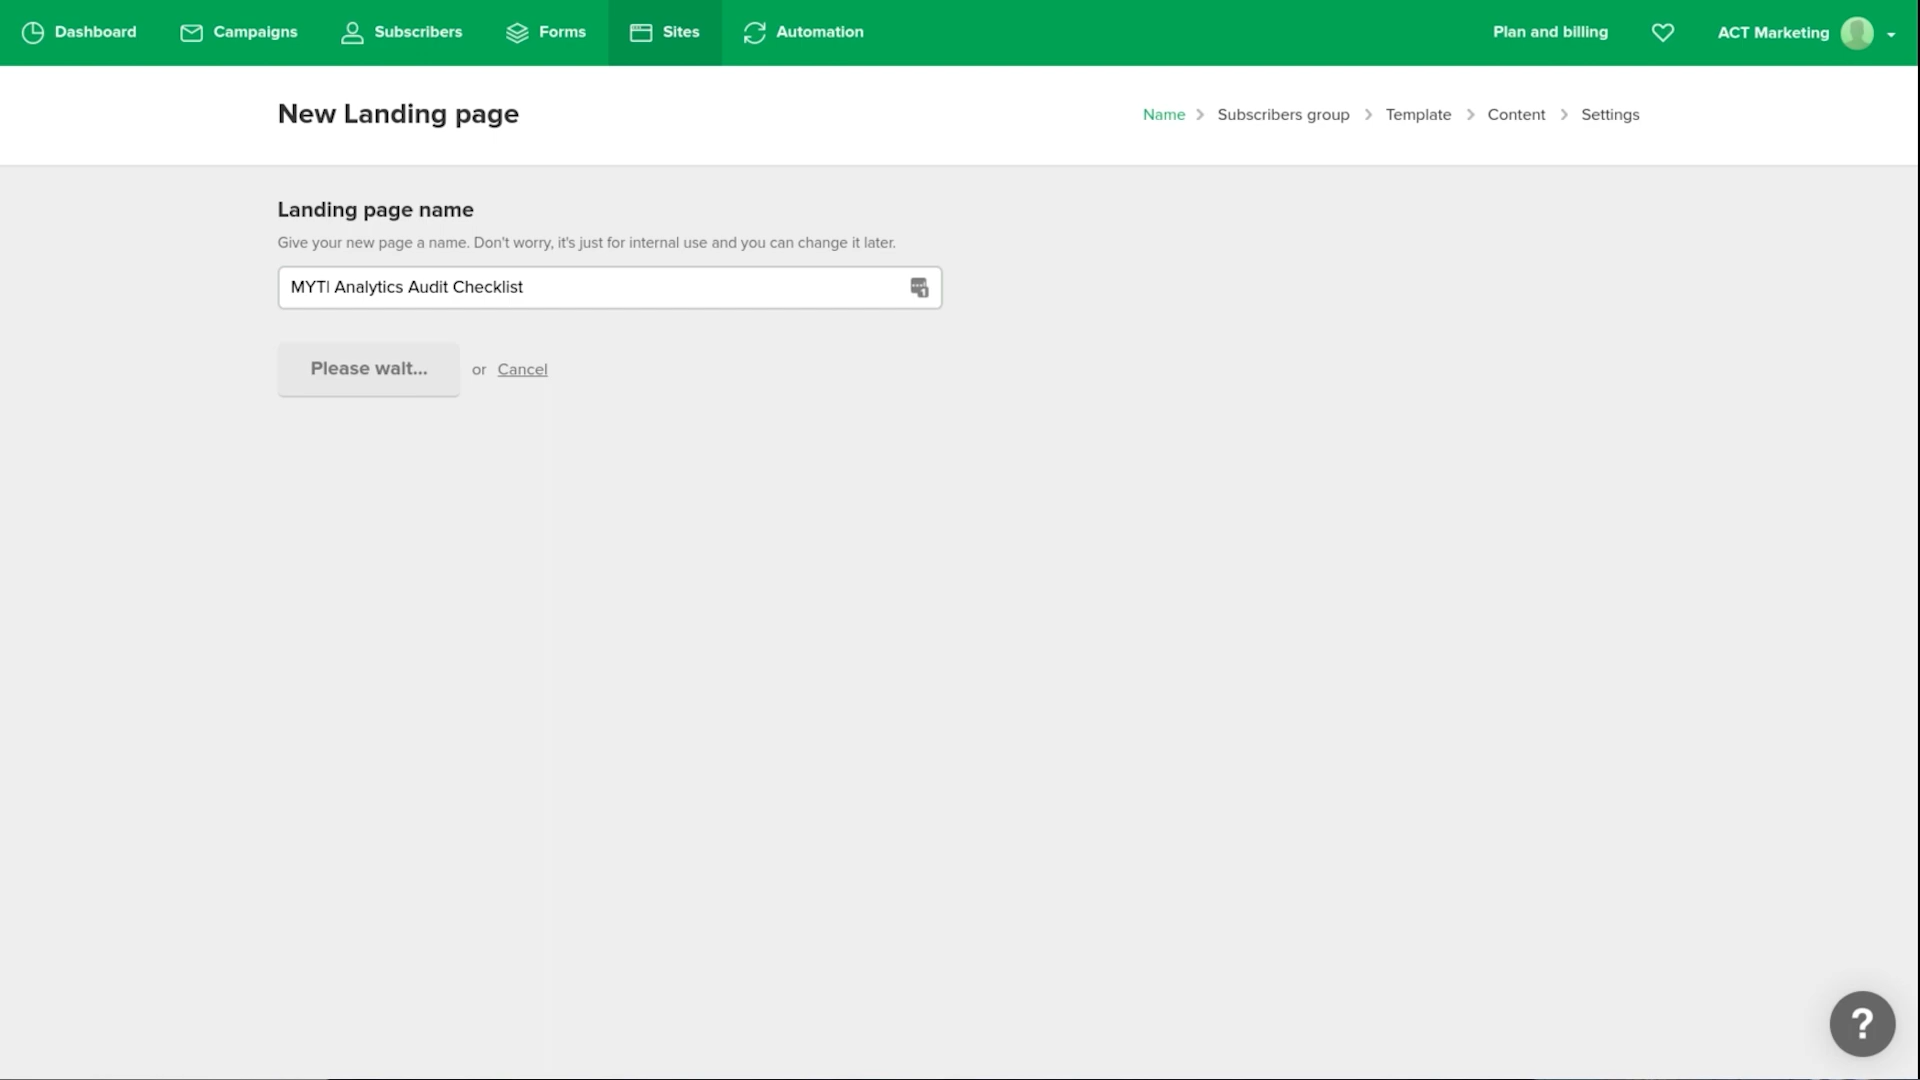 Dashboard Campaigns Subscribers Forms Sites Automation Plan and billing ACT Marketing
New Landing page
Name > Subscribers group > Template > Content > Settings
Landing page name
Give your new page a name. Don't worry, it's just for internal use and you can change it later.
MYT| Analytics Audit Checklist
Please wait... or Cancel
?